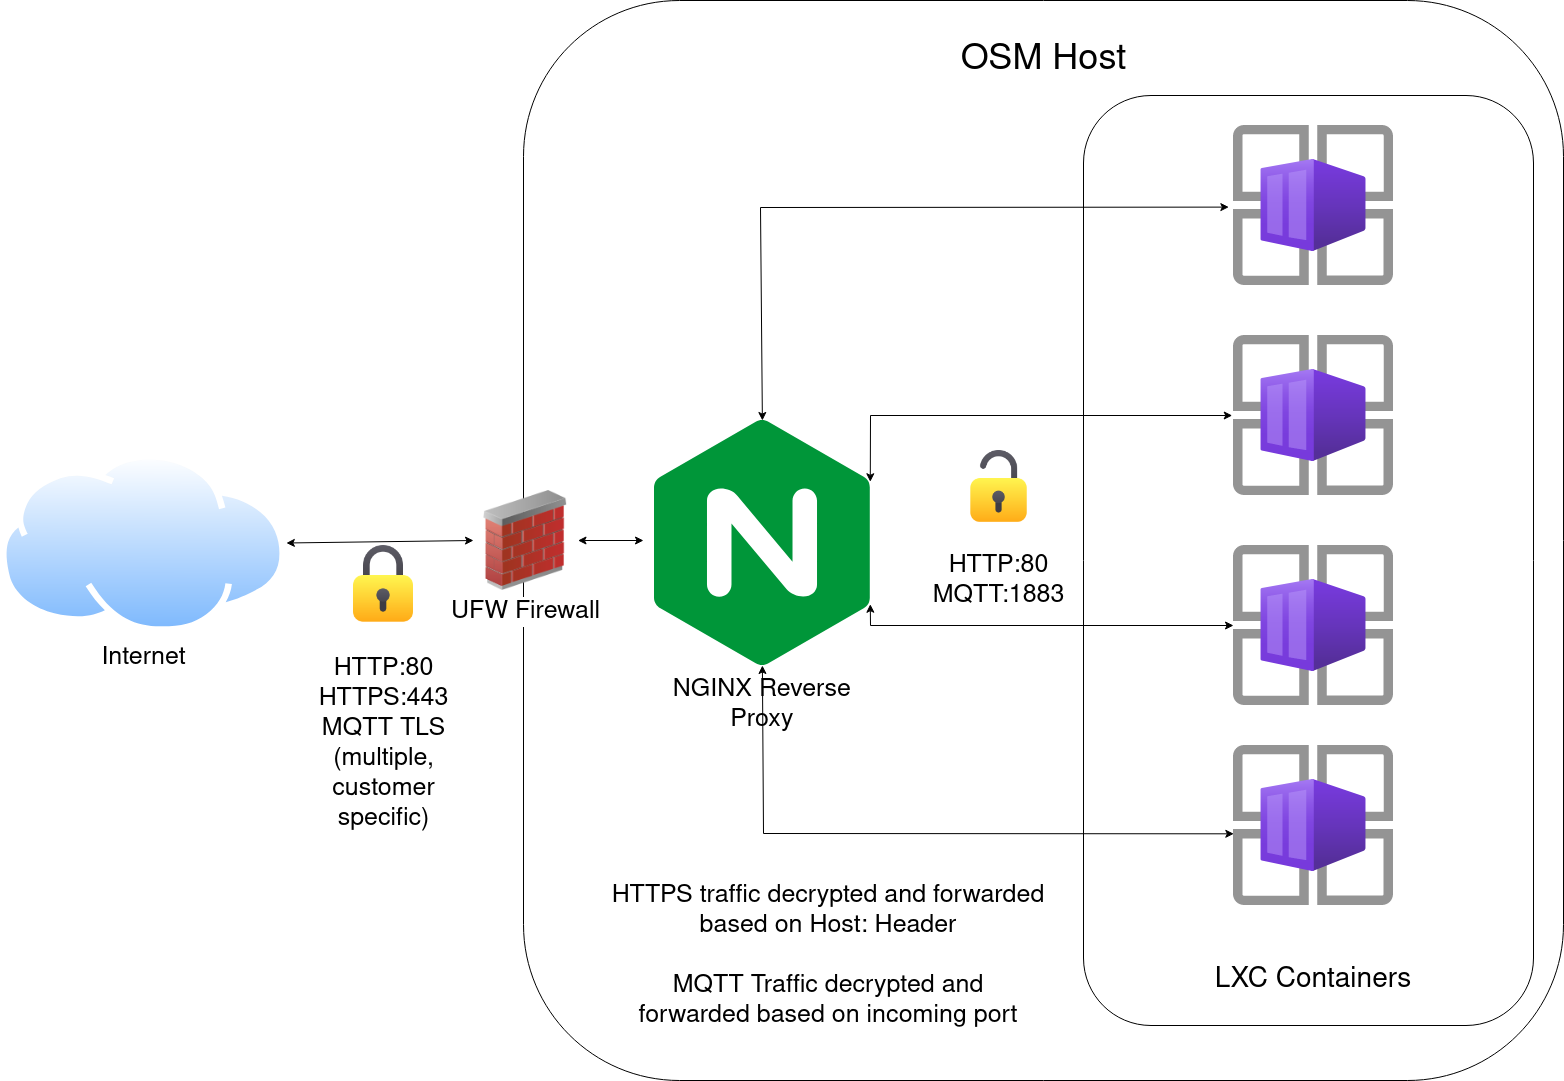 OSM Host
HTTP:80
MQTT:1883
UFW Firewall
Internet
HTTP:80
HTTPS:443
MQTT TLS
(multiple,
customer
specific)
NGINX Reverse
Proxy
HTTPS traffic decrypted and forwarded
based on Host: Header
MQTT Traffic decrypted and
forwarded based on incoming port
LXC Containers